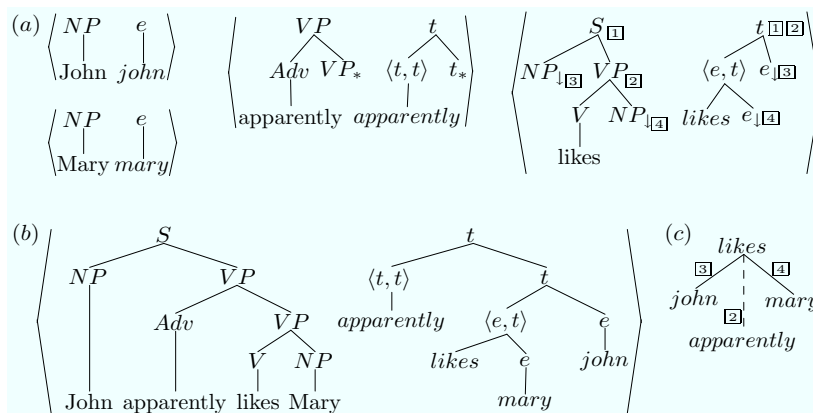 (a) NP e VP t S 1 t 1 2
John john Adv VP* ⟨t, t⟩ t* NP↓3 VP2 ⟨e, t⟩ e↓3
NP e apparently apparently V NP↓4 likes e↓4
Mary mary likes
(b) S t (c) likes
NP VP ⟨t, t⟩ t 3 4
john mary
Adv VP apparently ⟨e, t⟩ e 2
apparently
V NP likes e john
John apparently likes Mary mary